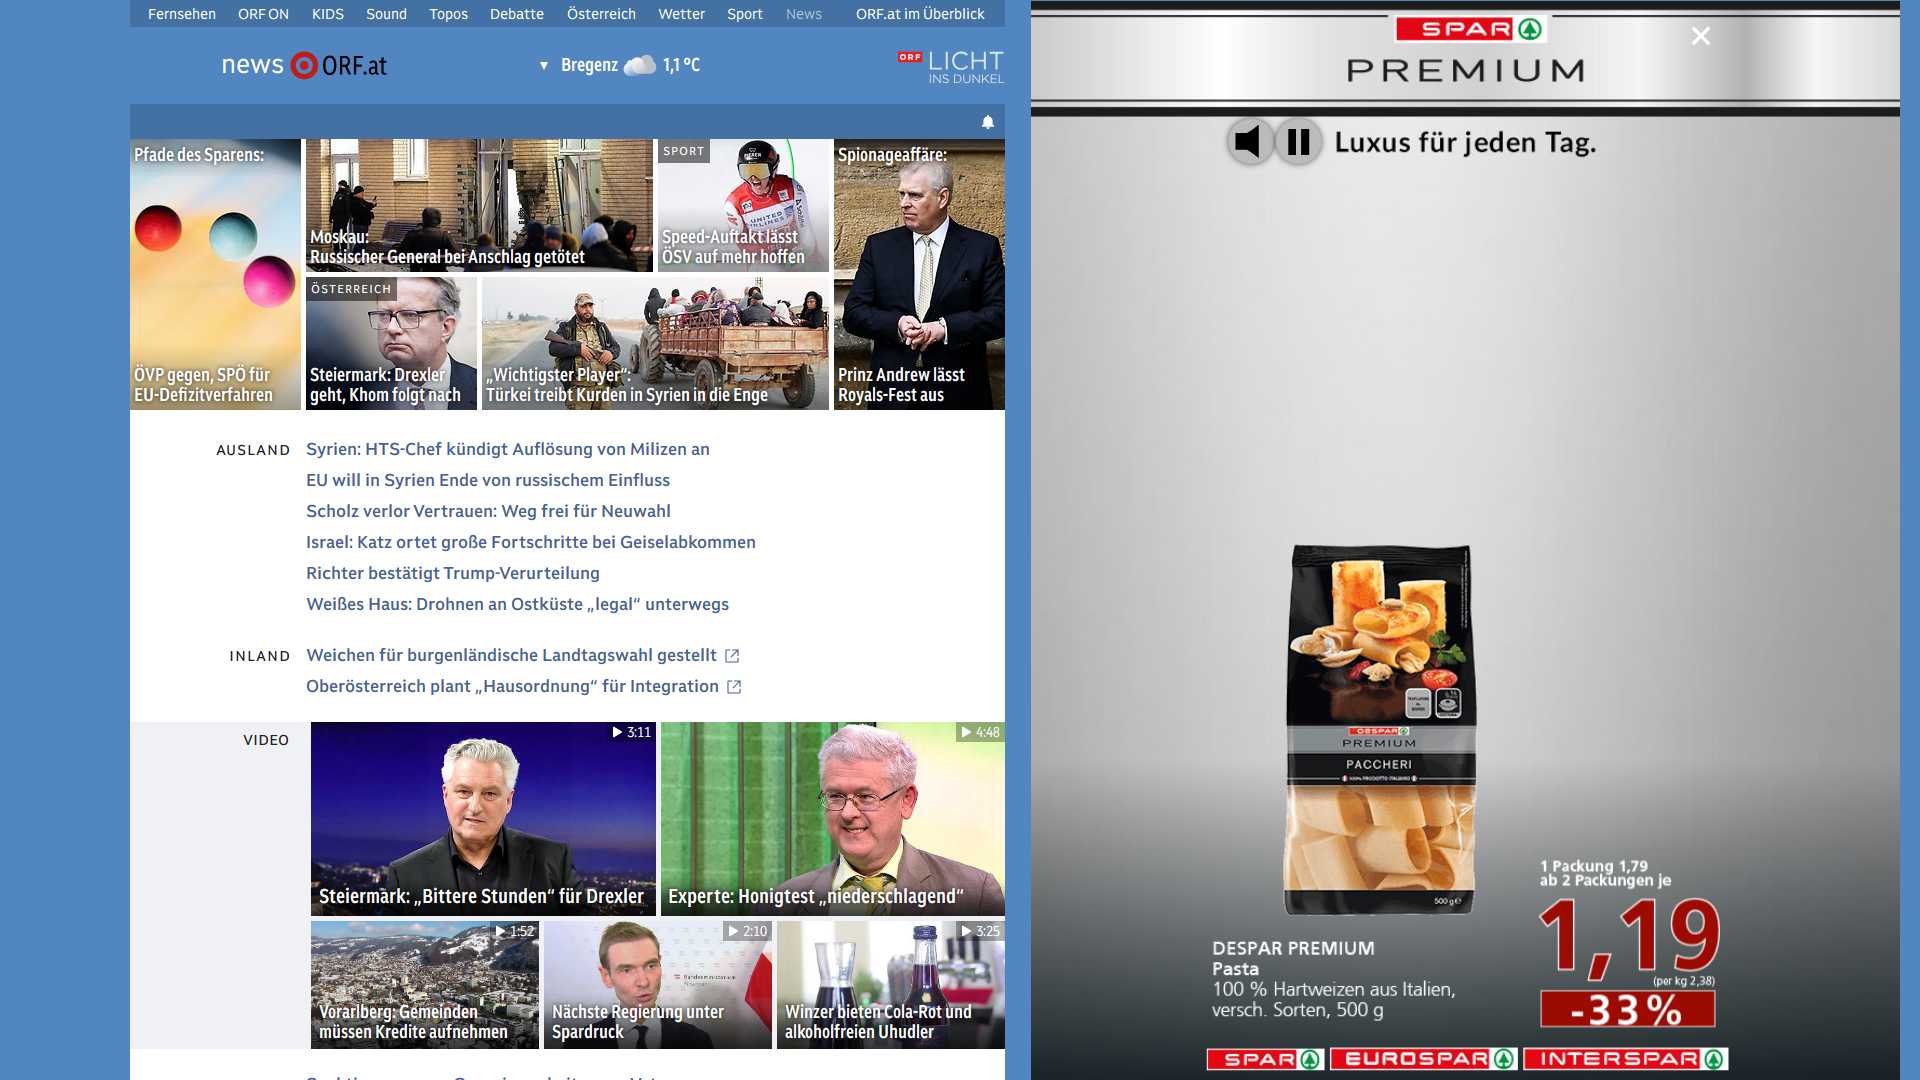 Fernsehen ORF ON KIDS Sound Topos Debatte Österreich Wetter Sport News ORF.at im Überblick
news ORF.at
Bregenz 1,1 °C
ORF LICHT
INS DUNKEL
Pfade des Sparens:
ÖVP gegen, SPÖ für
EU-Defizitverfahren
Moskau:
Russischer General bei Anschlag getötet
SPORT
Speed-Auftakt lässt
ÖSV auf mehr hoffen
Spionageaffäre:
Prinz Andrew lässt
Royals-Fest aus
ÖSTERREICH
Steiermark: Drexler
geht, Khom folgt nach
„Wichtigster Player“:
Türkei treibt Kurden in Syrien in die Enge
AUSLAND
Syrien: HTS-Chef kündigt Auflösung von Milizen an
EU will in Syrien Ende von russischem Einfluss
Scholz verlor Vertrauen: Weg frei für Neuwahl
Israel: Katz ortet große Fortschritte bei Geiselabkommen
Richter bestätigt Trump-Verurteilung
Weißes Haus: Drohnen an Ostküste „legal“ unterwegs
INLAND
Weichen für burgenländische Landtagswahl gestellt
Oberösterreich plant „Hausordnung“ für Integration
VIDEO
3:11
Steiermark: „Bittere Stunden“ für Drexler
4:48
Experte: Honigtest „niederschlagend“
1:52
Vorarlberg: Gemeinden
müssen Kredite aufnehmen
2:10
Nächste Regierung unter
Spardruck
3:25
Winzer bieten Cola-Rot und
alkoholfreien Uhudler
SPAR
PREMIUM
Luxus für jeden Tag.
DESPAR
PREMIUM
PACCHERI
100% PRODOTTO ITALIANO
500 g e
1 Packung 1,79
ab 2 Packungen je
1,19
(per kg 2,38)
-33%
DESPAR PREMIUM
Pasta
100 % Hartweizen aus Italien,
versch. Sorten, 500 g
SPAR EUROSPAR INTERSPAR